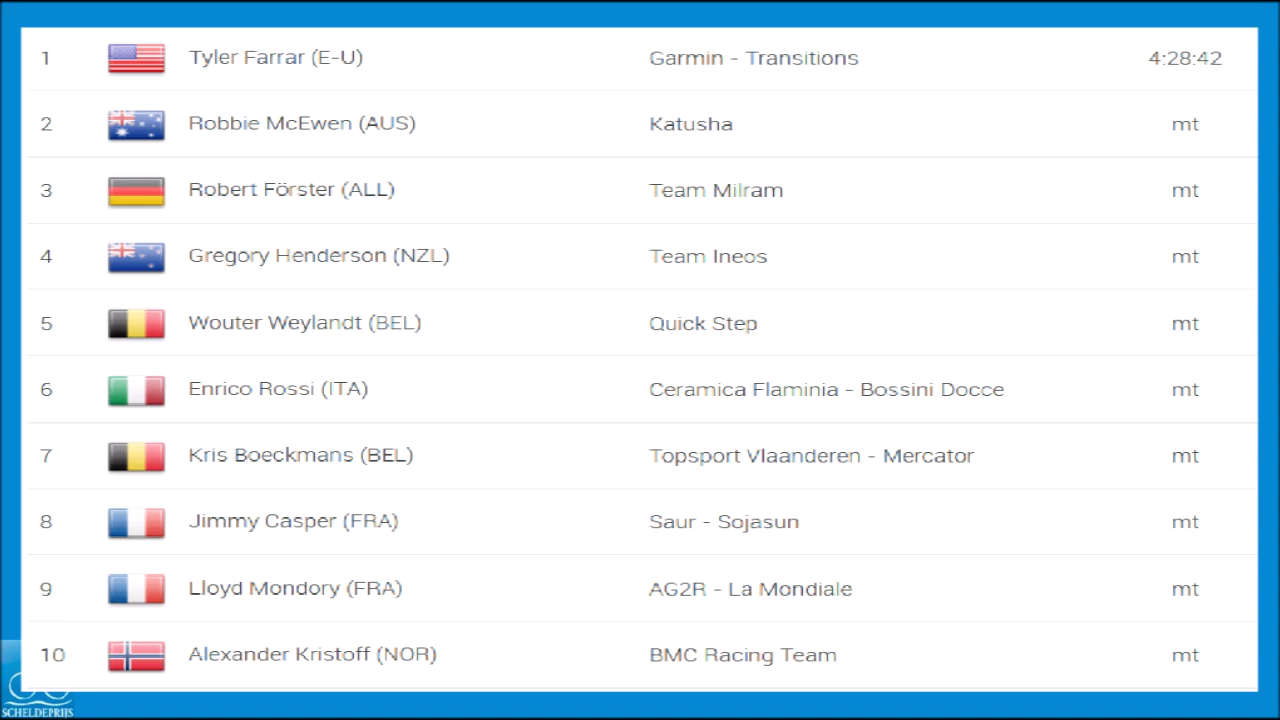 1 Tyler Farrar (E-U) Garmin - Transitions 4:28:42
2 Robbie McEwen (AUS) Katusha mt
3 Robert Förster (ALL) Team Milram mt
4 Gregory Henderson (NZL) Team Ineos mt
5 Wouter Weylandt (BEL) Quick Step mt
6 Enrico Rossi (ITA) Ceramica Flaminia - Bossini Docce mt
7 Kris Boeckmans (BEL) Topsport Vlaanderen - Mercator mt
8 Jimmy Casper (FRA) Saur - Sojasun mt
9 Lloyd Mondory (FRA) AG2R - La Mondiale mt
10 Alexander Kristoff (NOR) BMC Racing Team mt
SCHELDEPRIJS